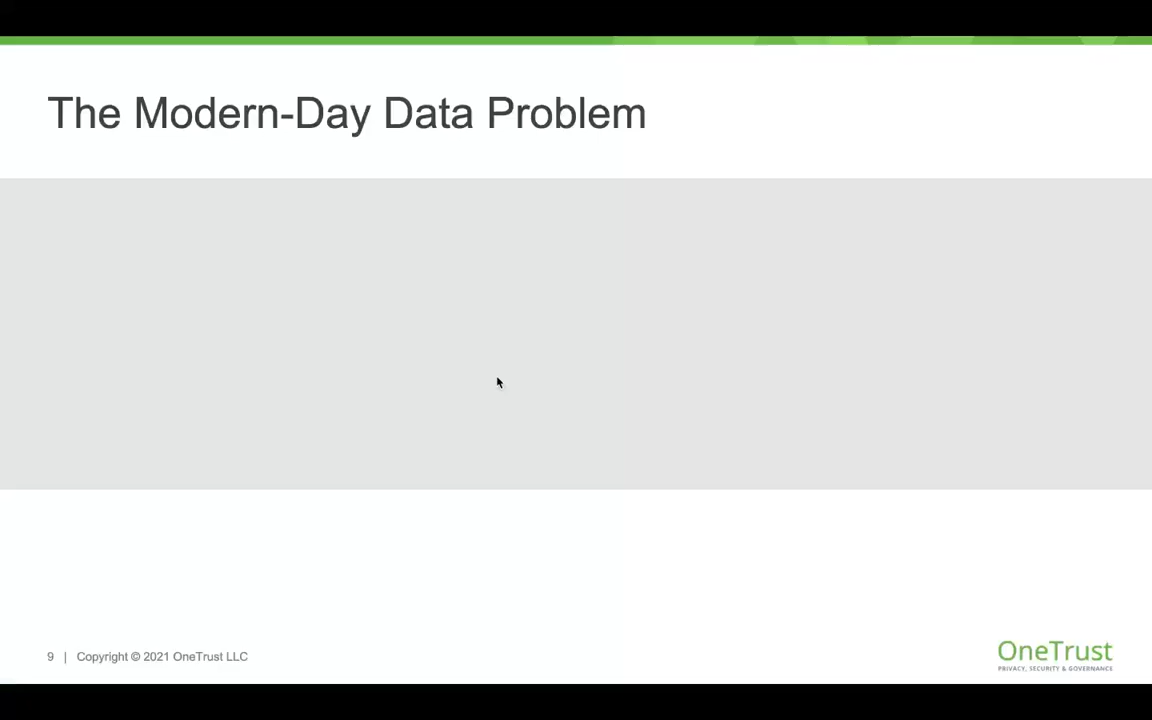 The Modern-Day Data Problem
9 | Copyright © 2021 OneTrust LLC
OneTrust
PRIVACY, SECURITY & GOVERNANCE